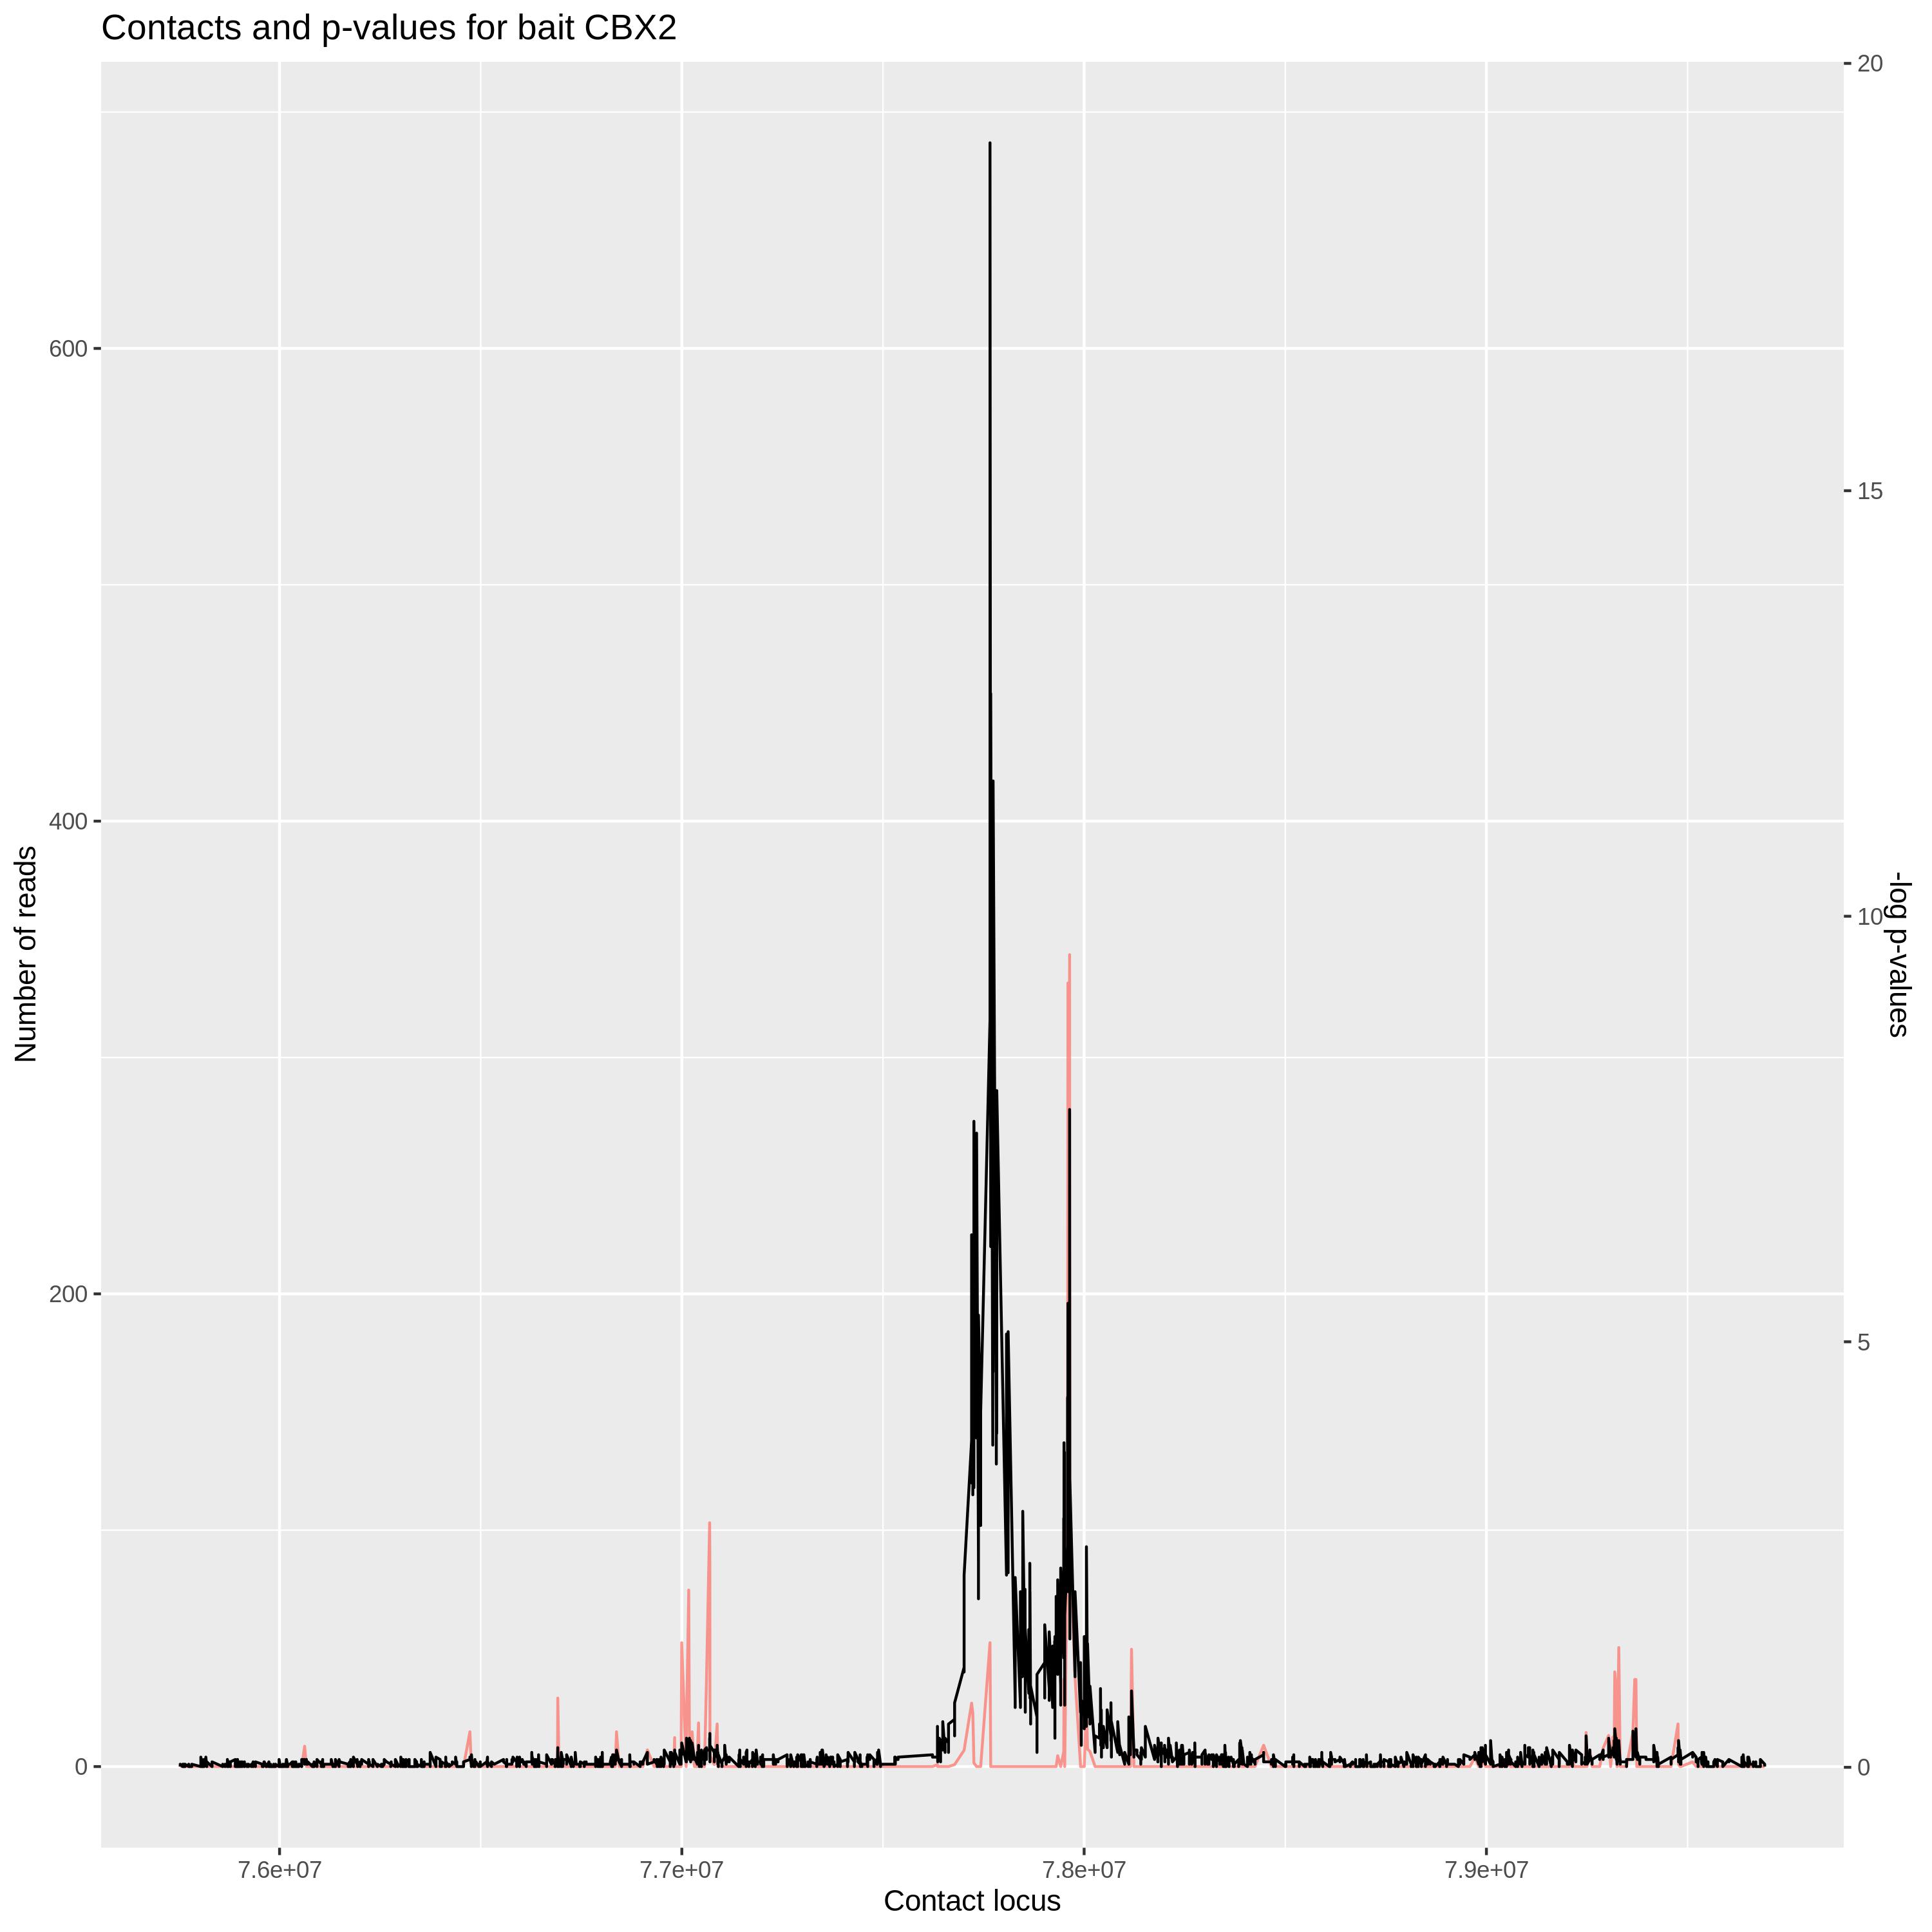 Contacts and p-values for bait CBX2
20
15
10
5
0
-log p-values
600
400
200
0
Number of reads
7.6e+07
7.7e+07
7.8e+07
7.9e+07
Contact locus